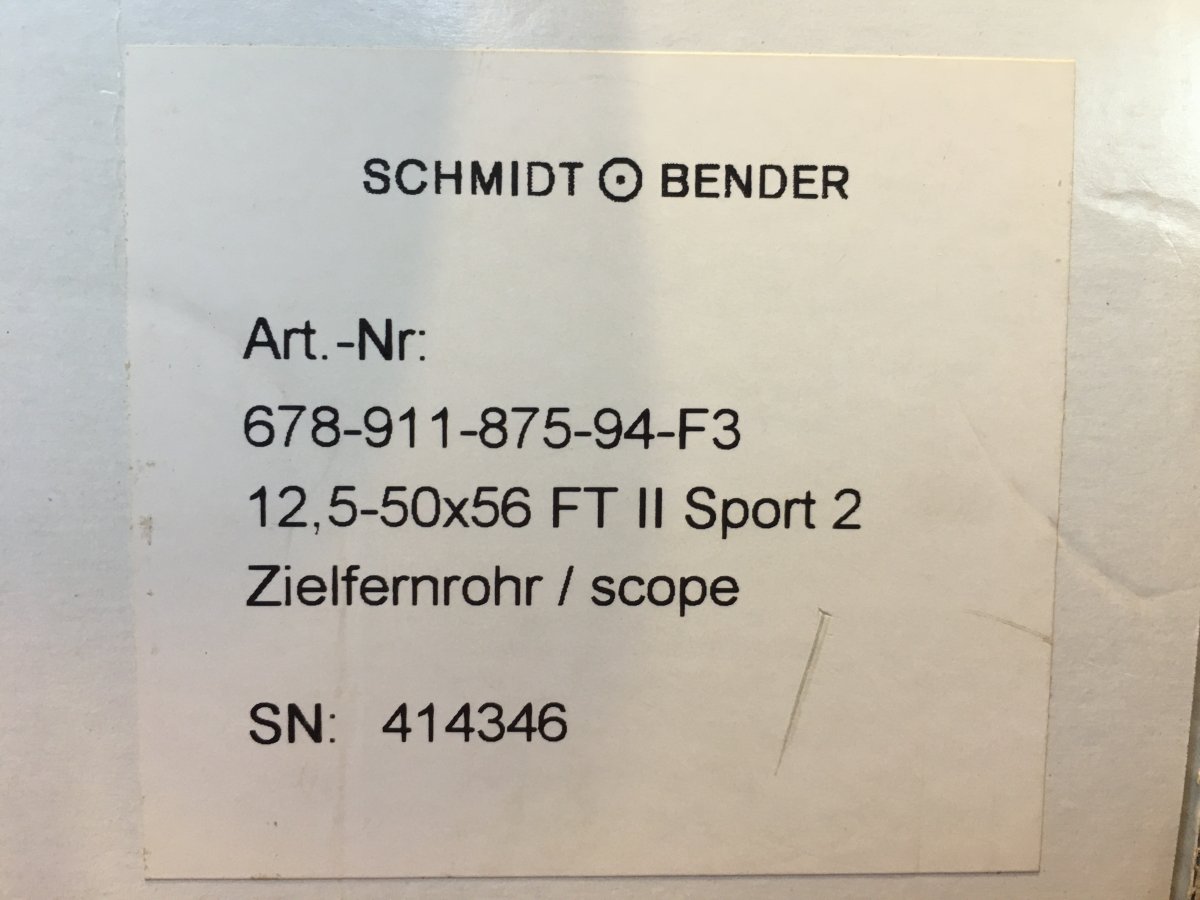 SCHMIDT ⊙ BENDER
Art.-Nr:
678-911-875-94-F3
12,5-50x56 FT II Sport 2
Zielfernrohr / scope
SN: 414346